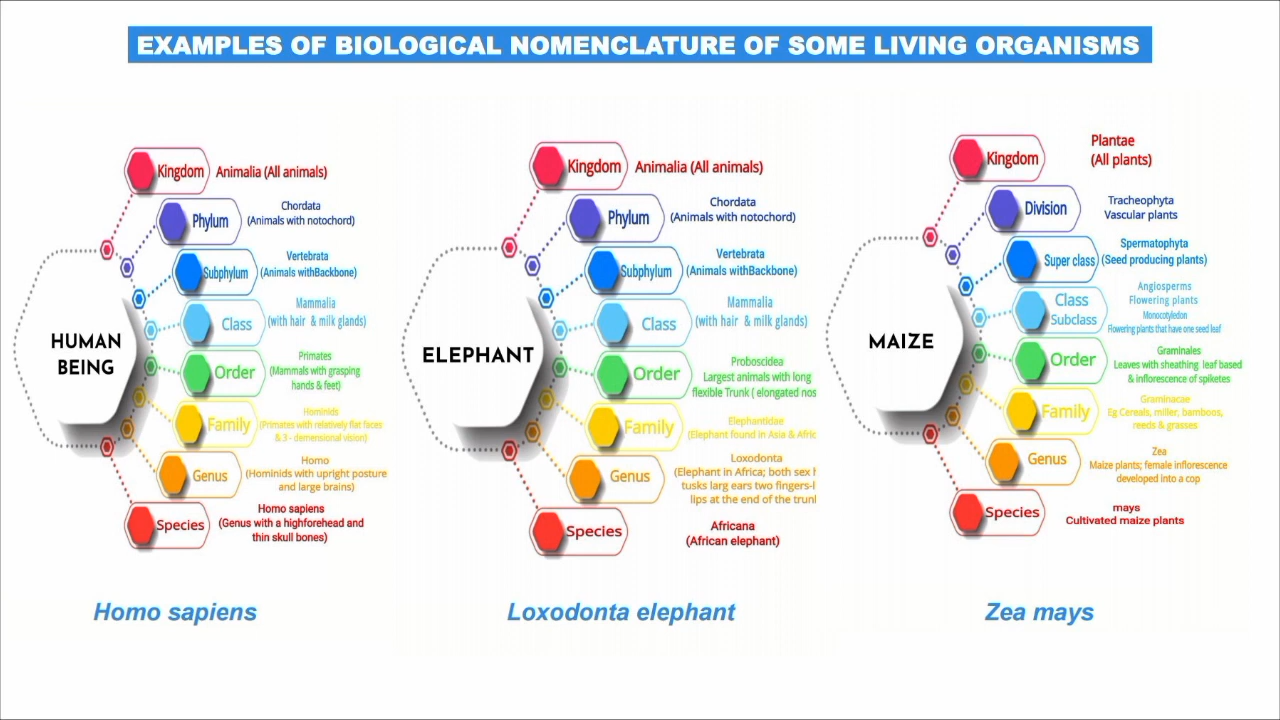 EXAMPLES OF BIOLOGICAL NOMENCLATURE OF SOME LIVING ORGANISMS
HUMAN
BEING
Kingdom
Animalia (All animals)
Phylum
Chordata
(Animals with notochord)
Subphylum
Vertebrata
(Animals withBackbone)
Class
Mammalia
(with hair & milk glands)
Order
Primates
(Mammals with grasping
hands & feet)
Family
Hominids
(Primates with relatively flat faces
& 3 - demensional vision)
Genus
Homo
(Hominids with upright posture
and large brains)
Species
Homo sapiens
(Genus with a highforehead and
thin skull bones)
Homo sapiens
ELEPHANT
Kingdom
Animalia (All animals)
Phylum
Chordata
(Animals with notochord)
Subphylum
Vertebrata
(Animals withBackbone)
Class
Mammalia
(with hair & milk glands)
Order
Proboscidea
Largest animals with long
flexible Trunk ( elongated nos
Family
Elephantidae
(Elephant found in Asia & Afric
Genus
Loxodonta
(Elephant in Africa; both sex h
tusks larg ears two fingers-l
lips at the end of the trunl
Species
Africana
(African elephant)
Loxodonta elephant
MAIZE
Kingdom
Plantae
(All plants)
Division
Tracheophyta
Vascular plants
Super class
Spermatophyta
(Seed producing plants)
Class
Subclass
Angiosperms
Flowering plants
Monocotyledon
Flowering plants that have one seed leaf
Order
Graminales
Leaves with sheathing leaf based
& inflorescence of spiketes
Family
Graminacae
Eg Cereals, miller, bamboos,
reeds & grasses
Genus
Zea
Maize plants; female inflorescence
developed into a cop
Species
mays
Cultivated maize plants
Zea mays